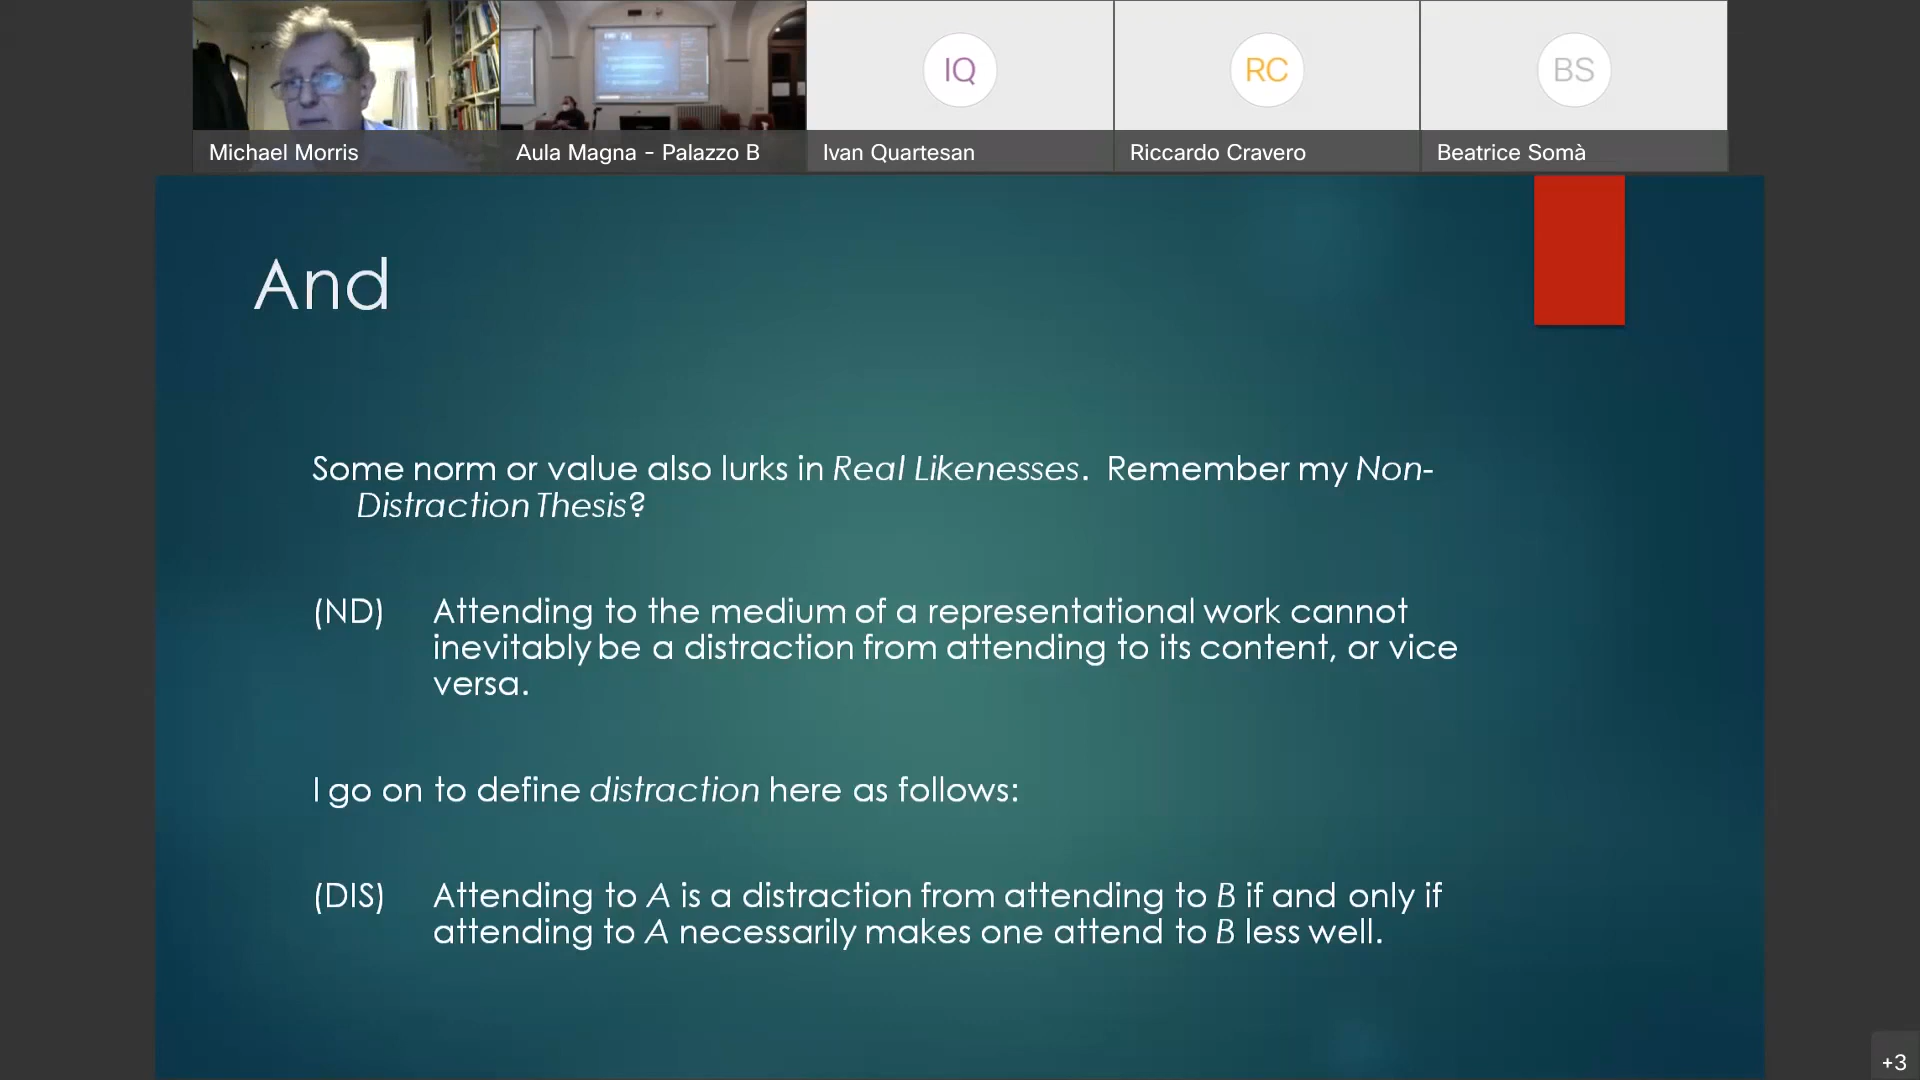 IQ
RC
BS
Michael Morris
Aula Magna - Palazzo B
Ivan Quartesan
Riccardo Cravero
Beatrice Somà
And
Some norm or value also lurks in Real Likenesses. Remember my Non-
Distraction Thesis?
(ND) Attending to the medium of a representational work cannot
inevitably be a distraction from attending to its content, or vice
versa.
I go on to define distraction here as follows:
(DIS) Attending to A is a distraction from attending to B if and only if
attending to A necessarily makes one attend to B less well.
+3